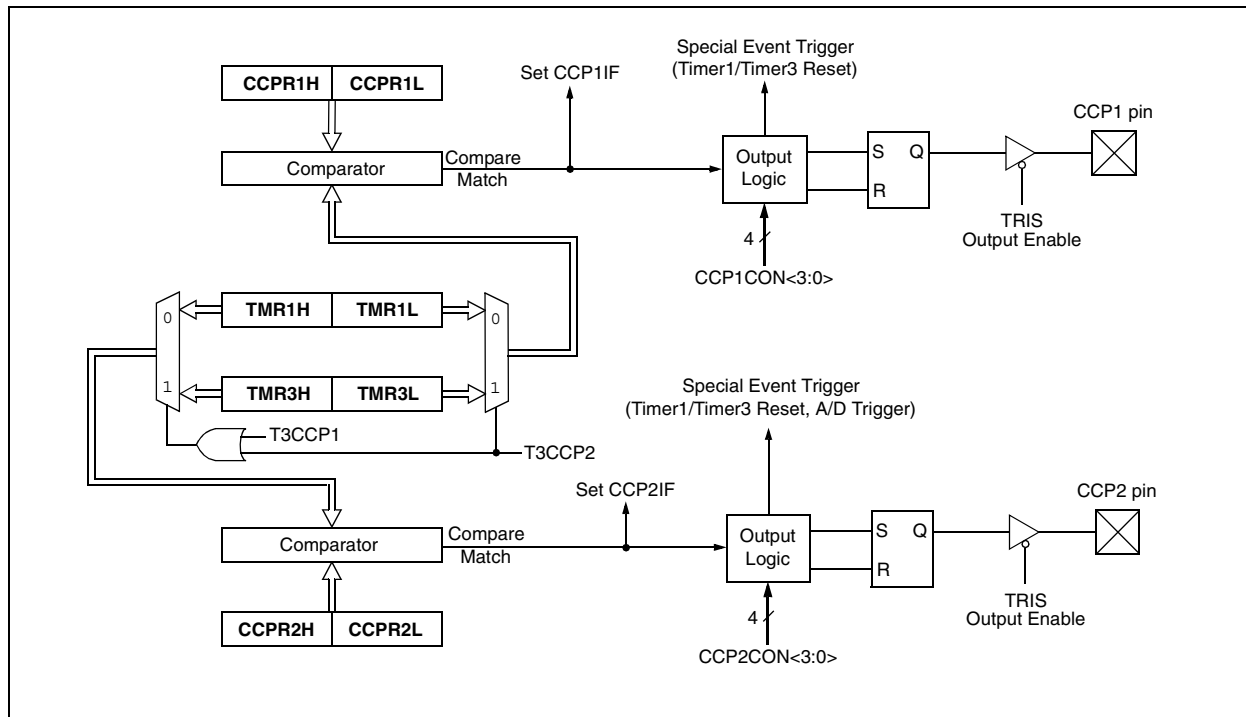 Special Event Trigger
(Timer1/Timer3 Reset)
Set CCP1IF
CCPR1H CCPR1L
CCP1 pin
Comparator
Compare
Match
Output
Logic
S Q
R
TRIS
Output Enable
4
CCP1CON<3:0>
0 TMR1H TMR1L 0
1 TMR3H TMR3L 1
T3CCP1
T3CCP2
Special Event Trigger
(Timer1/Timer3 Reset, A/D Trigger)
Set CCP2IF
CCP2 pin
Comparator
Compare
Match
Output
Logic
S Q
R
TRIS
Output Enable
CCPR2H CCPR2L
4
CCP2CON<3:0>